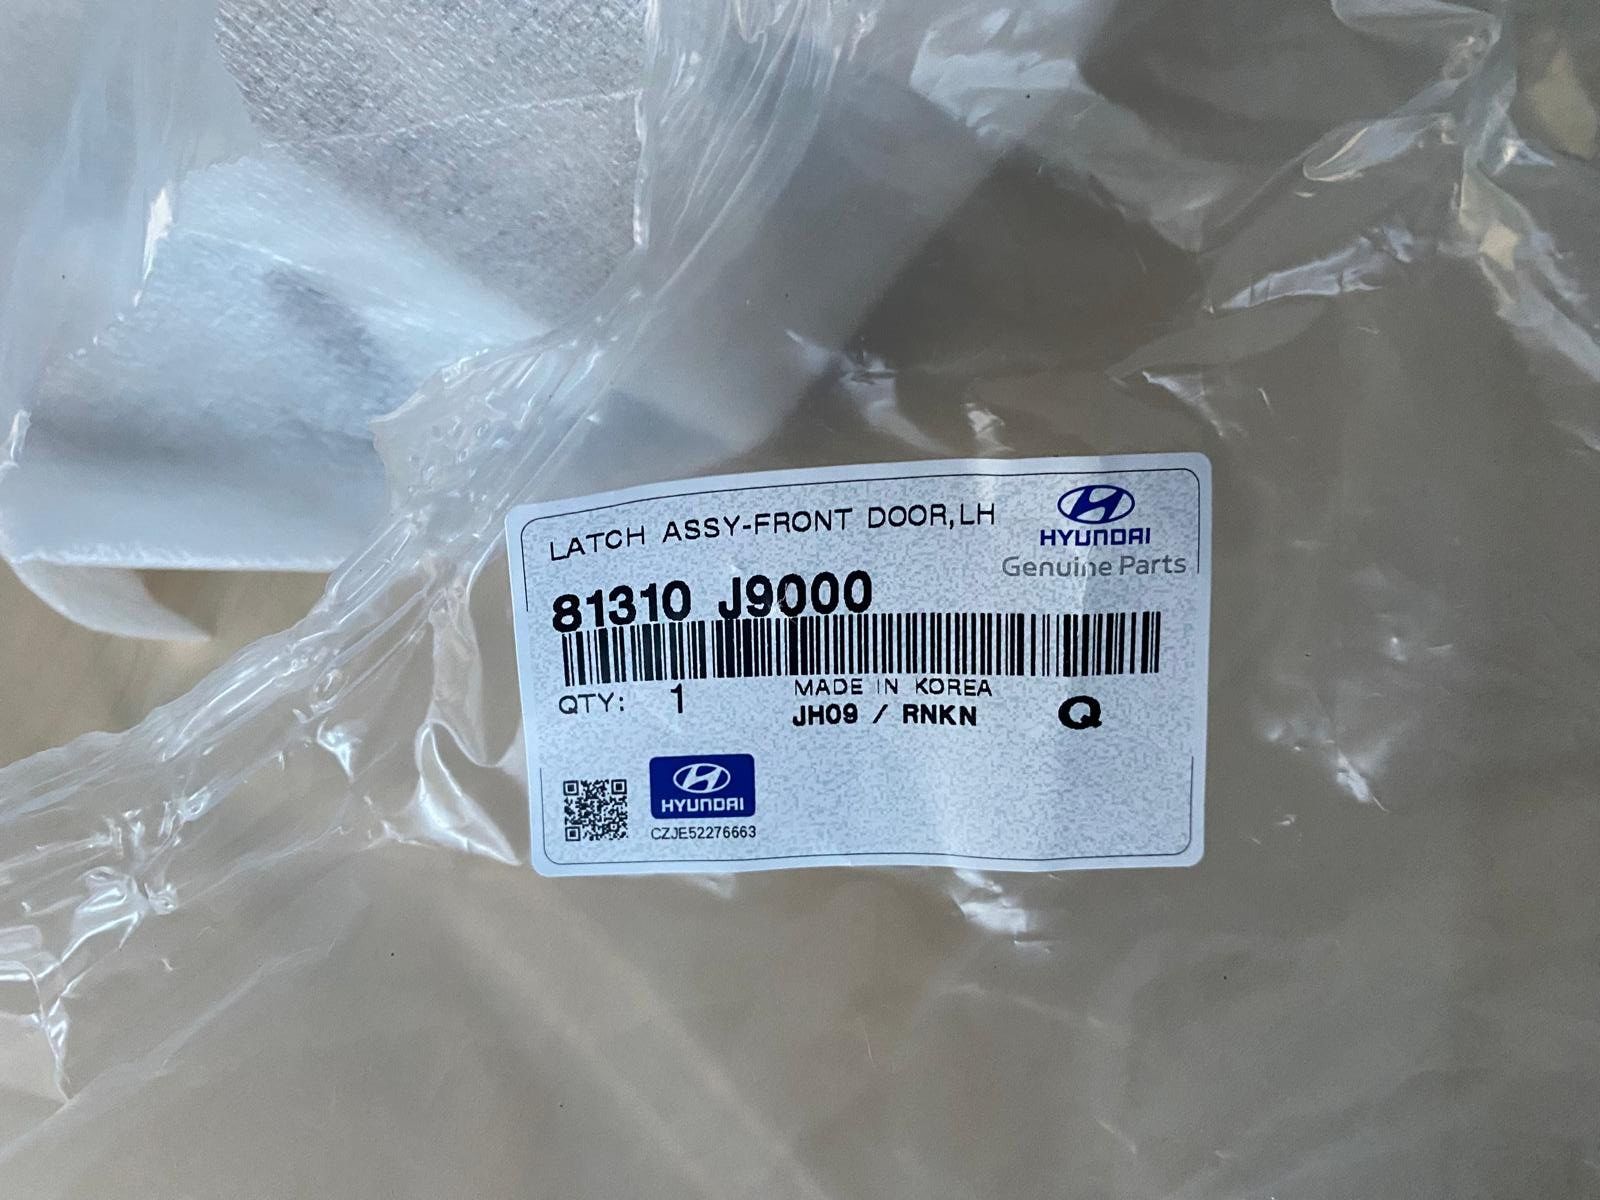 LATCH ASSY-FRONT DOOR,LH
HYUNDAI
Genuine Parts
81310 J9000
QTY: 1
MADE IN KOREA
JH09 / RNKN
Q
HYUNDAI
CZJE52276663